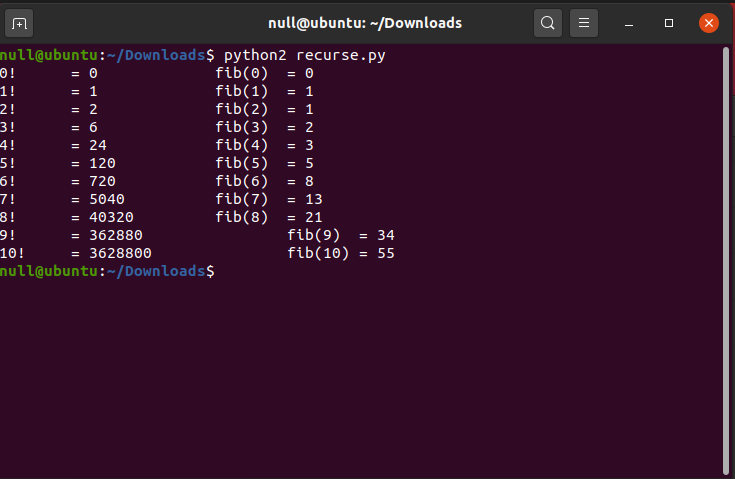 null@ubuntu: ~/Downloads
null@ubuntu:~/Downloads$ python2 recurse.py
0!      = 0             fib(0)  = 0
1!      = 1             fib(1)  = 1
2!      = 2             fib(2)  = 1
3!      = 6             fib(3)  = 2
4!      = 24            fib(4)  = 3
5!      = 120           fib(5)  = 5
6!      = 720           fib(6)  = 8
7!      = 5040          fib(7)  = 13
8!      = 40320         fib(8)  = 21
9!      = 362880                fib(9)  = 34
10!     = 3628800               fib(10) = 55
null@ubuntu:~/Downloads$